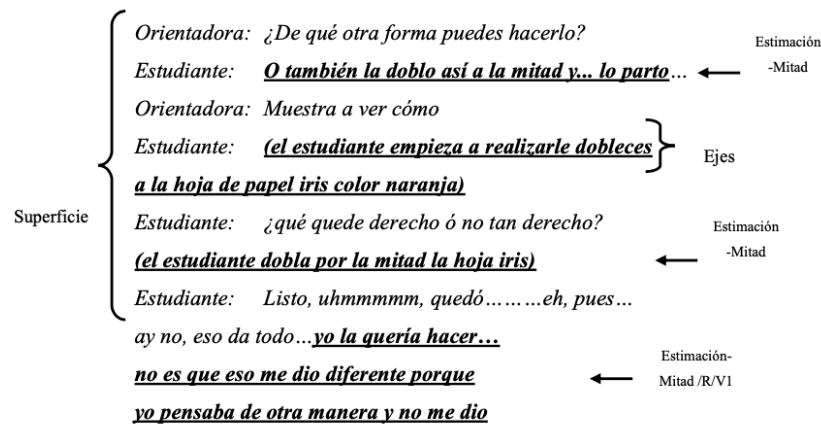 Orientadora: ¿De qué otra forma puedes hacerlo?
Estimación
-Mitad
Estudiante: O también la doblo así a la mitad y... lo parto…
Orientadora: Muestra a ver cómo
Estudiante: (el estudiante empieza a realizarle dobleces
Ejes
a la hoja de papel iris color naranja)
Superficie
Estudiante: ¿qué quede derecho ó no tan derecho?
Estimación
-Mitad
(el estudiante dobla por la mitad la hoja iris)
Estudiante: Listo, uhmmmmm, quedó………eh, pues…
ay no, eso da todo…yo la quería hacer…
Estimación-
Mitad /R/V1
no es que eso me dio diferente porque
yo pensaba de otra manera y no me dio